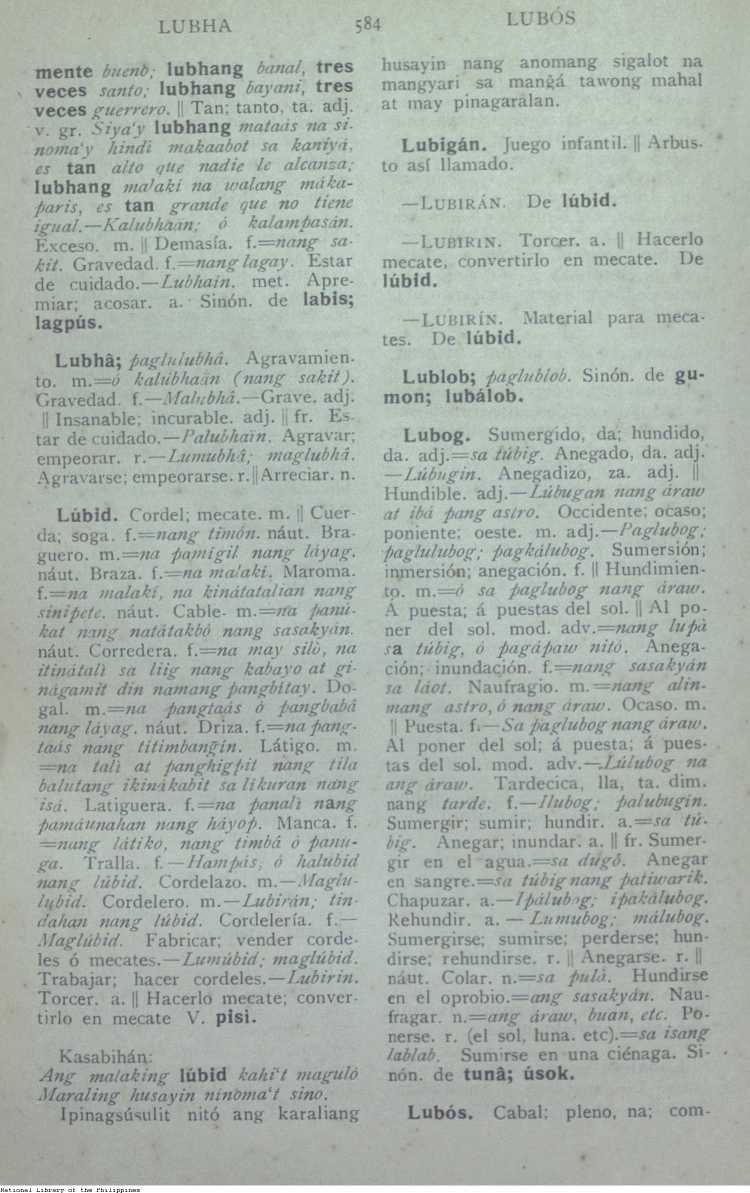 LUBHA
584
LUBÓS
mente buenò; lubhang banal, tres
veces santo; lubhang bayani, tres
veces guerrero. || Tan; tanto, ta. adj.
v. gr. Siya'y lubhang mataás na si-
noma'y hindi makaabot sa kaniyá,
es tan alto que nadie le alcanza;
lubhang malakí na walang máka-
paris, es tan grande que no tiene
igual.—Kalubhàan; ó kalampasán.
Exceso. m. || Demasía. f.=nang sa-
kit. Gravedad. f.=nang lagay. Estar
de cuidado.—Lubhain. met. Apre-
miar; acosar. a. Sinón. de labis;
lagpús.
Lubhâ; paglulubhâ. Agravamien-
to. m.=ó kalúbhaàn (nang sakit).
Gravedad. f.—Malubhâ.—Grave. adj.
|| Insanable; incurable. adj. || fr. Es-
tar de cuidado.—Palubhain. Agravar;
empeorar. r.—Lumubhâ; maglubhâ.
Agravarse; empeorarse. r. || Arreciar. n.
Lúbid. Cordel; mecate. m. || Cuer-
da; soga. f.=nang timón. náut. Bra-
guero. m.=na pamigil nang láyag.
náut. Braza. f.=na malakí. Maroma.
f.=na malakí, na kinátatalian nang
sinipete. náut. Cable. m.=na panú-
kat nang natátakbò nang sasakyán.
náut. Corredera. f.=na may silò, na
itinátalì sa liig nang kabayo at gi-
nágamit din namang pangbítay. Do-
gal. m.=na pangtaás ò pangbabâ
nang láyag. náut. Driza. f.=na pang-
taás nang titimbangín. Látigo. m.
=na talì at panghigpit nang tila
balutang ikinákabit sa likuran nang
isá. Latiguera. f.=na panalì nang
pamáunahan nang háyop. Manca. f.
=nang látiko, nang timbá ò panu-
ga. Tralla. f.—Hampás; ó halubid
nang lúbid. Cordelazo. m.—Maglu-
lubid. Cordelero. m.—Lubirán; tin-
dahan nang lúbid. Cordelería. f.—
Maglúbid. Fabricar; vender corde-
les ó mecates.—Lumúbid; maglúbid.
Trabajar; hacer cordeles.—Lubirin.
Torcer. a. || Hacerlo mecate; conver-
tirlo en mecate V. pisi.
Kasabihán:
Ang malaking lúbid kahi't maguló
Maraling husayin ninoma't sino.
Ipinagsúsulit nitó ang karaliang
husayin nang anomang sigalot na
mangyari sa mangá tawong mahal
at may pinagarálan.
Lubigán. Juego infantil. || Arbus-
to así llamado.
—LUBIRÁN. De lúbid.
—LUBIRIN. Torcer. a. || Hacerlo
mecate, convertirlo en mecate. De
lúbid.
—LUBIRÍN. Material para meca-
tes. De lúbid.
Lublob; paglublob. Sinón. de gu-
mon; lubálob.
Lubog. Sumergido, da; hundido,
da. adj.=sa túbig. Anegado, da. adj.
—Lúbugin. Anegadizo, za. adj. ||
Hundible. adj.—Lúbugan nang áraw
at ibá pang astro. Occidente; ocaso;
poniente; oeste. m. adj.—Paglubog;
paglulubog; pagkálubog. Sumersión;
inmersión; anegación. f. || Hundimien-
to. m.=ó sa paglubog nang áraw.
Á puesta; á puestas del sol. || Al po-
ner del sol. mod. adv.=nang lupà
sa túbig, ó pagápaw nitó. Anega-
ción; inundación. f.=nang sasakyán
sa láot. Naufragio. m.=nang alin-
mang astro, ó nang áraw. Ocaso. m.
|| Puesta. f.—Sa paglubog nang áraw.
Al poner del sol; á puesta; á pues-
tas del sol. mod. adv.—Lúlubog na
ang áraw. Tardecica, lla, ta. dim.
nang tarde. f.—Ilubog; palubugin.
Sumergir; sumir; hundir. a.=sa tú-
big. Anegar; inundar. a. || fr. Sumer-
gir en el agua.=sa dugô. Anegar
en sangre.=sa túbig nang patiwarík.
Chapuzar. a.—Ipálubog; ipakálubog.
Rehundir. a. — Lumubog; málubog.
Sumergirse; sumirse; perderse; hun-
dirse; rehundirse. r. || Anegarse. r. ||
náut. Colar. n.=sa pulá. Hundirse
en el oprobio.=ang sasakyán. Nau-
fragar. n.=ang áraw, buan, etc. Po-
nerse. r. (el sol, luna. etc).=sa isang
lablab. Sumirse en una ciénaga. Si-
nón. de tunâ; úsok.
Lubós. Cabal; pleno, na; com-
National Library of the Philippines